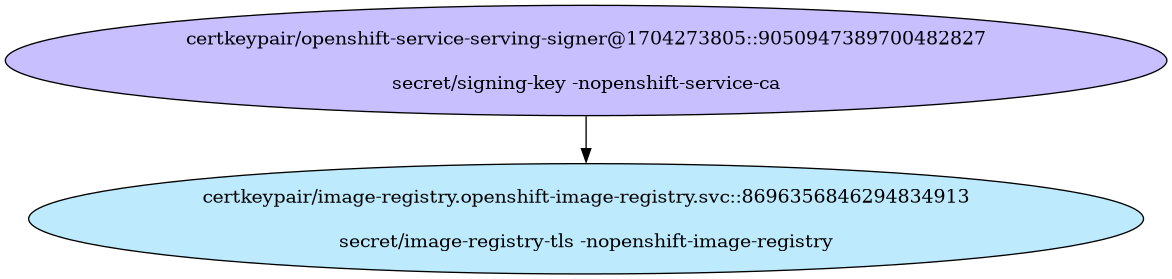 certkeypair/openshift-service-serving-signer@1704273805::9050947389700482827
secret/signing-key -nopenshift-service-ca
certkeypair/image-registry.openshift-image-registry.svc::8696356846294834913
secret/image-registry-tls -nopenshift-image-registry